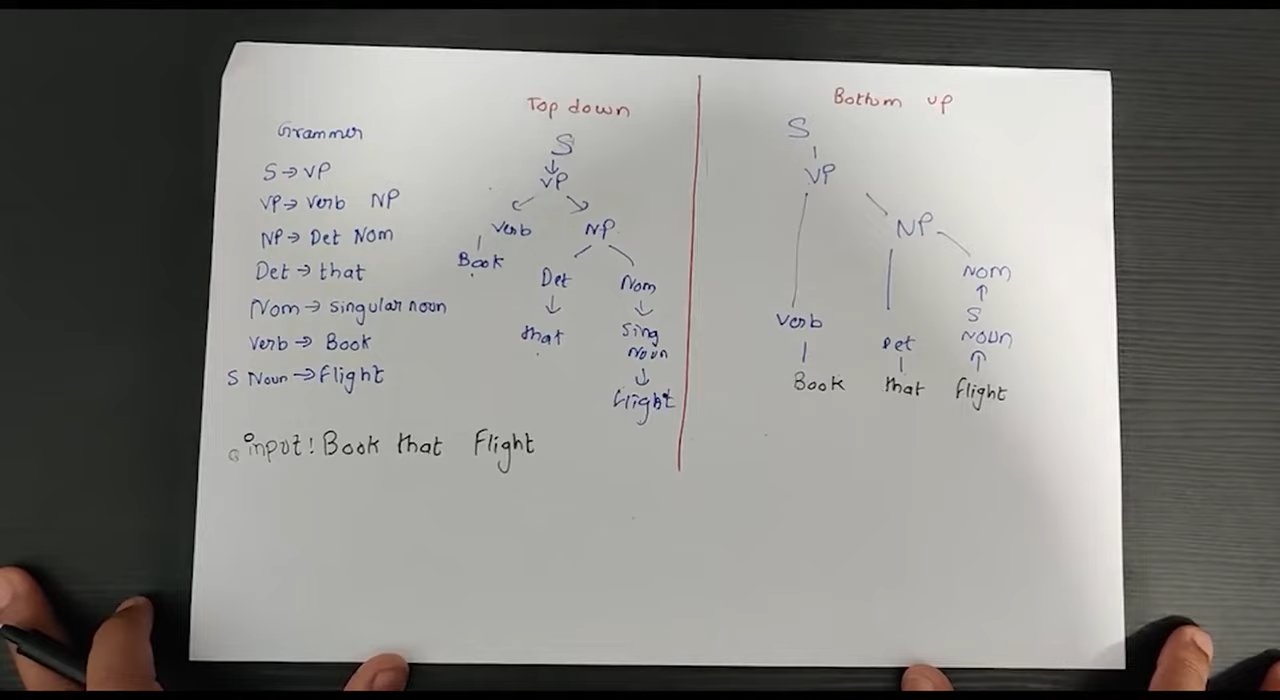 Grammer
S → VP
VP → Verb NP
NP → Det Nom
Det → that
Nom → singular noun
Verb → Book
S Noun → Flight
input! Book that Flight
Top down
S
VP
Verb NP
Book
Det Nom
that Sing
Noun
Flight
Bottum up
S
VP
NP
Nom
S
Verb Det Noun
Book that flight